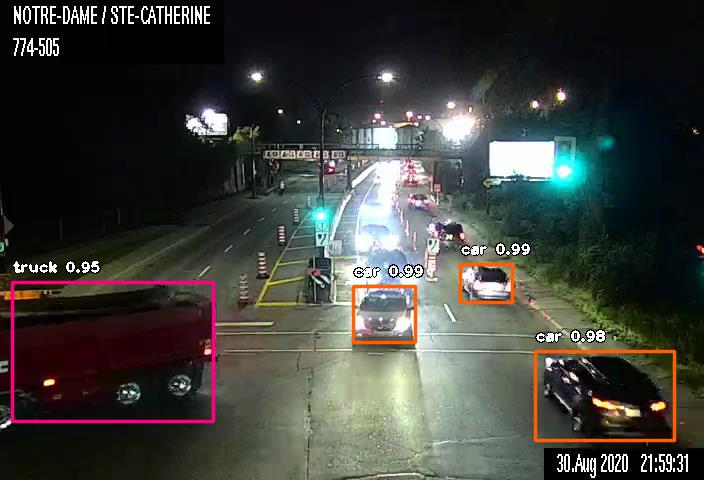 NOTRE-DAME / STE-CATHERINE
774-505
truck 0.95
car 0.99
car 0.99
car 0.98
30.Aug 2020 21:59:31